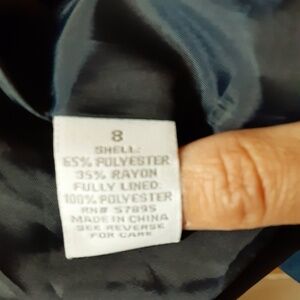 8
SHELL:
65% POLYESTER
35% RAYON
FULLY LINED:
100% POLYESTER
RN# 57895
MADE IN CHINA
SEE REVERSE
FOR CARE